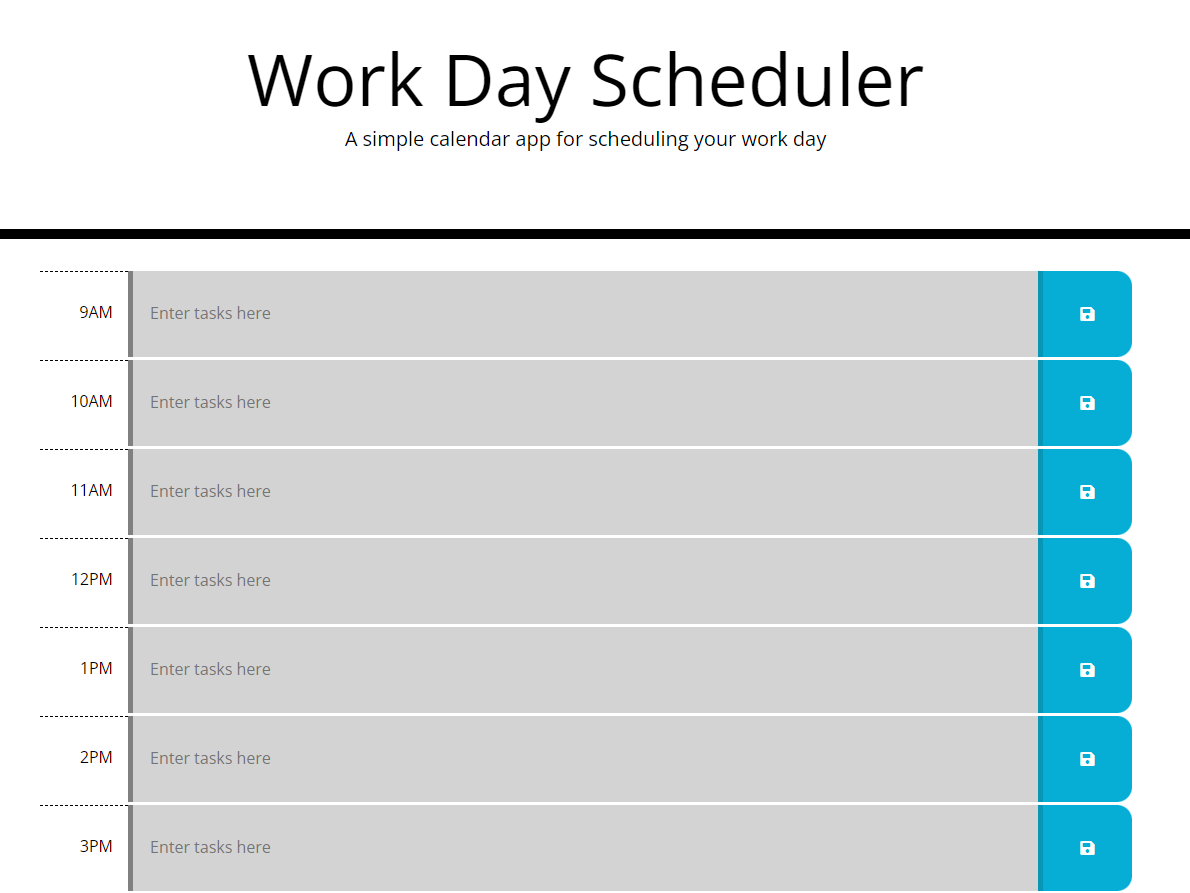 Work Day Scheduler
A simple calendar app for scheduling your work day
9AM Enter tasks here
10AM Enter tasks here
11AM Enter tasks here
12PM Enter tasks here
1PM Enter tasks here
2PM Enter tasks here
3PM Enter tasks here